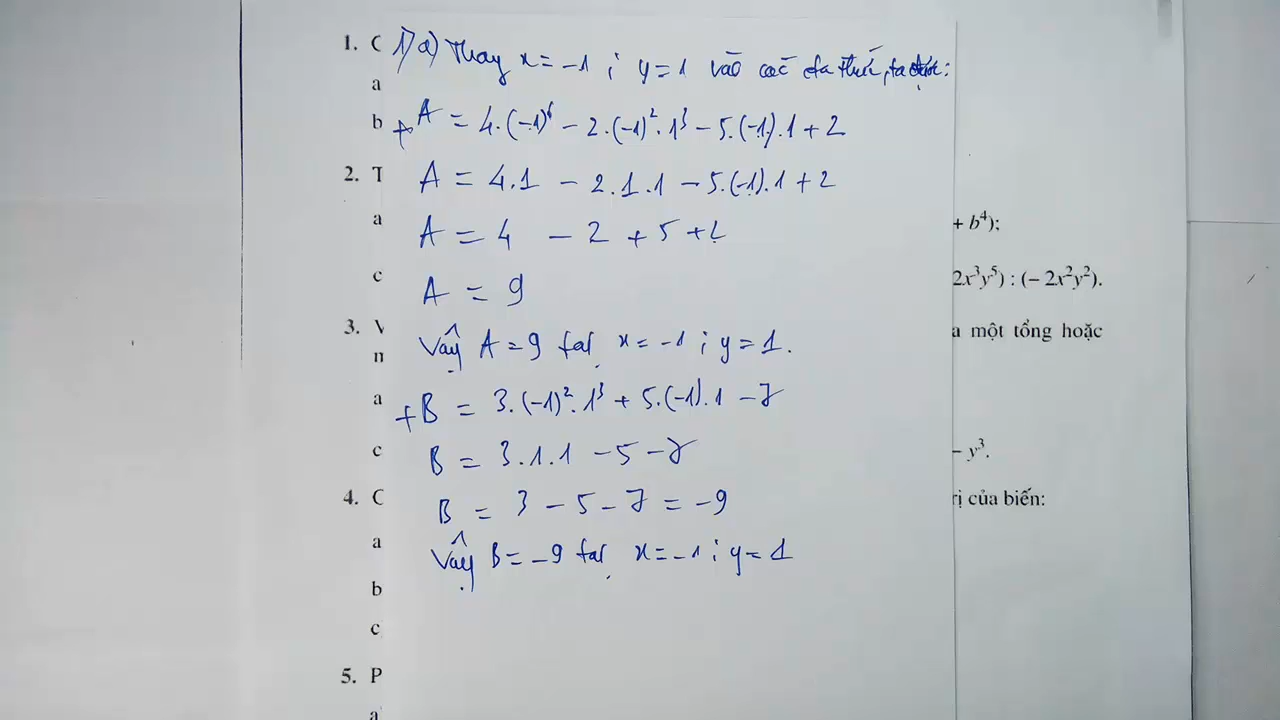 1. C
1) a) Thay x = -1 ; y = 1 vào các đa thức, ta được:
a
b
+ A = 4.(-1)⁶ - 2.(-1)².1³ - 5.(-1).1 + 2
2. T
A = 4.1 - 2.1.1 - 5.(-1).1 + 2
a
+ b⁴);
A = 4 - 2 + 5 + 2
c
2x³y⁵) : (− 2x²y²).
A = 9
3. V
a một tổng hoặc
n
Vậy A = 9 tại x = -1 ; y = 1.
a
+ B = 3.(-1)².1³ + 5.(-1).1 - 7
c
B = 3.1.1 - 5 - 7
− y³.
4. C
B = 3 - 5 - 7 = -9
rị của biến:
a
Vậy B = -9 tại x = -1 ; y = 1
b
c
5. P
a